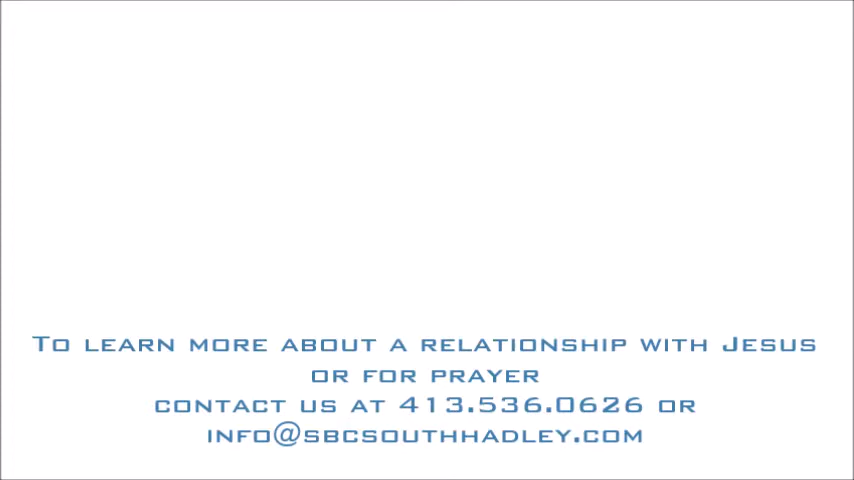 To learn more about a relationship with Jesus
or for prayer
contact us at 413.536.0626 or
info@sbcsouthhadley.com